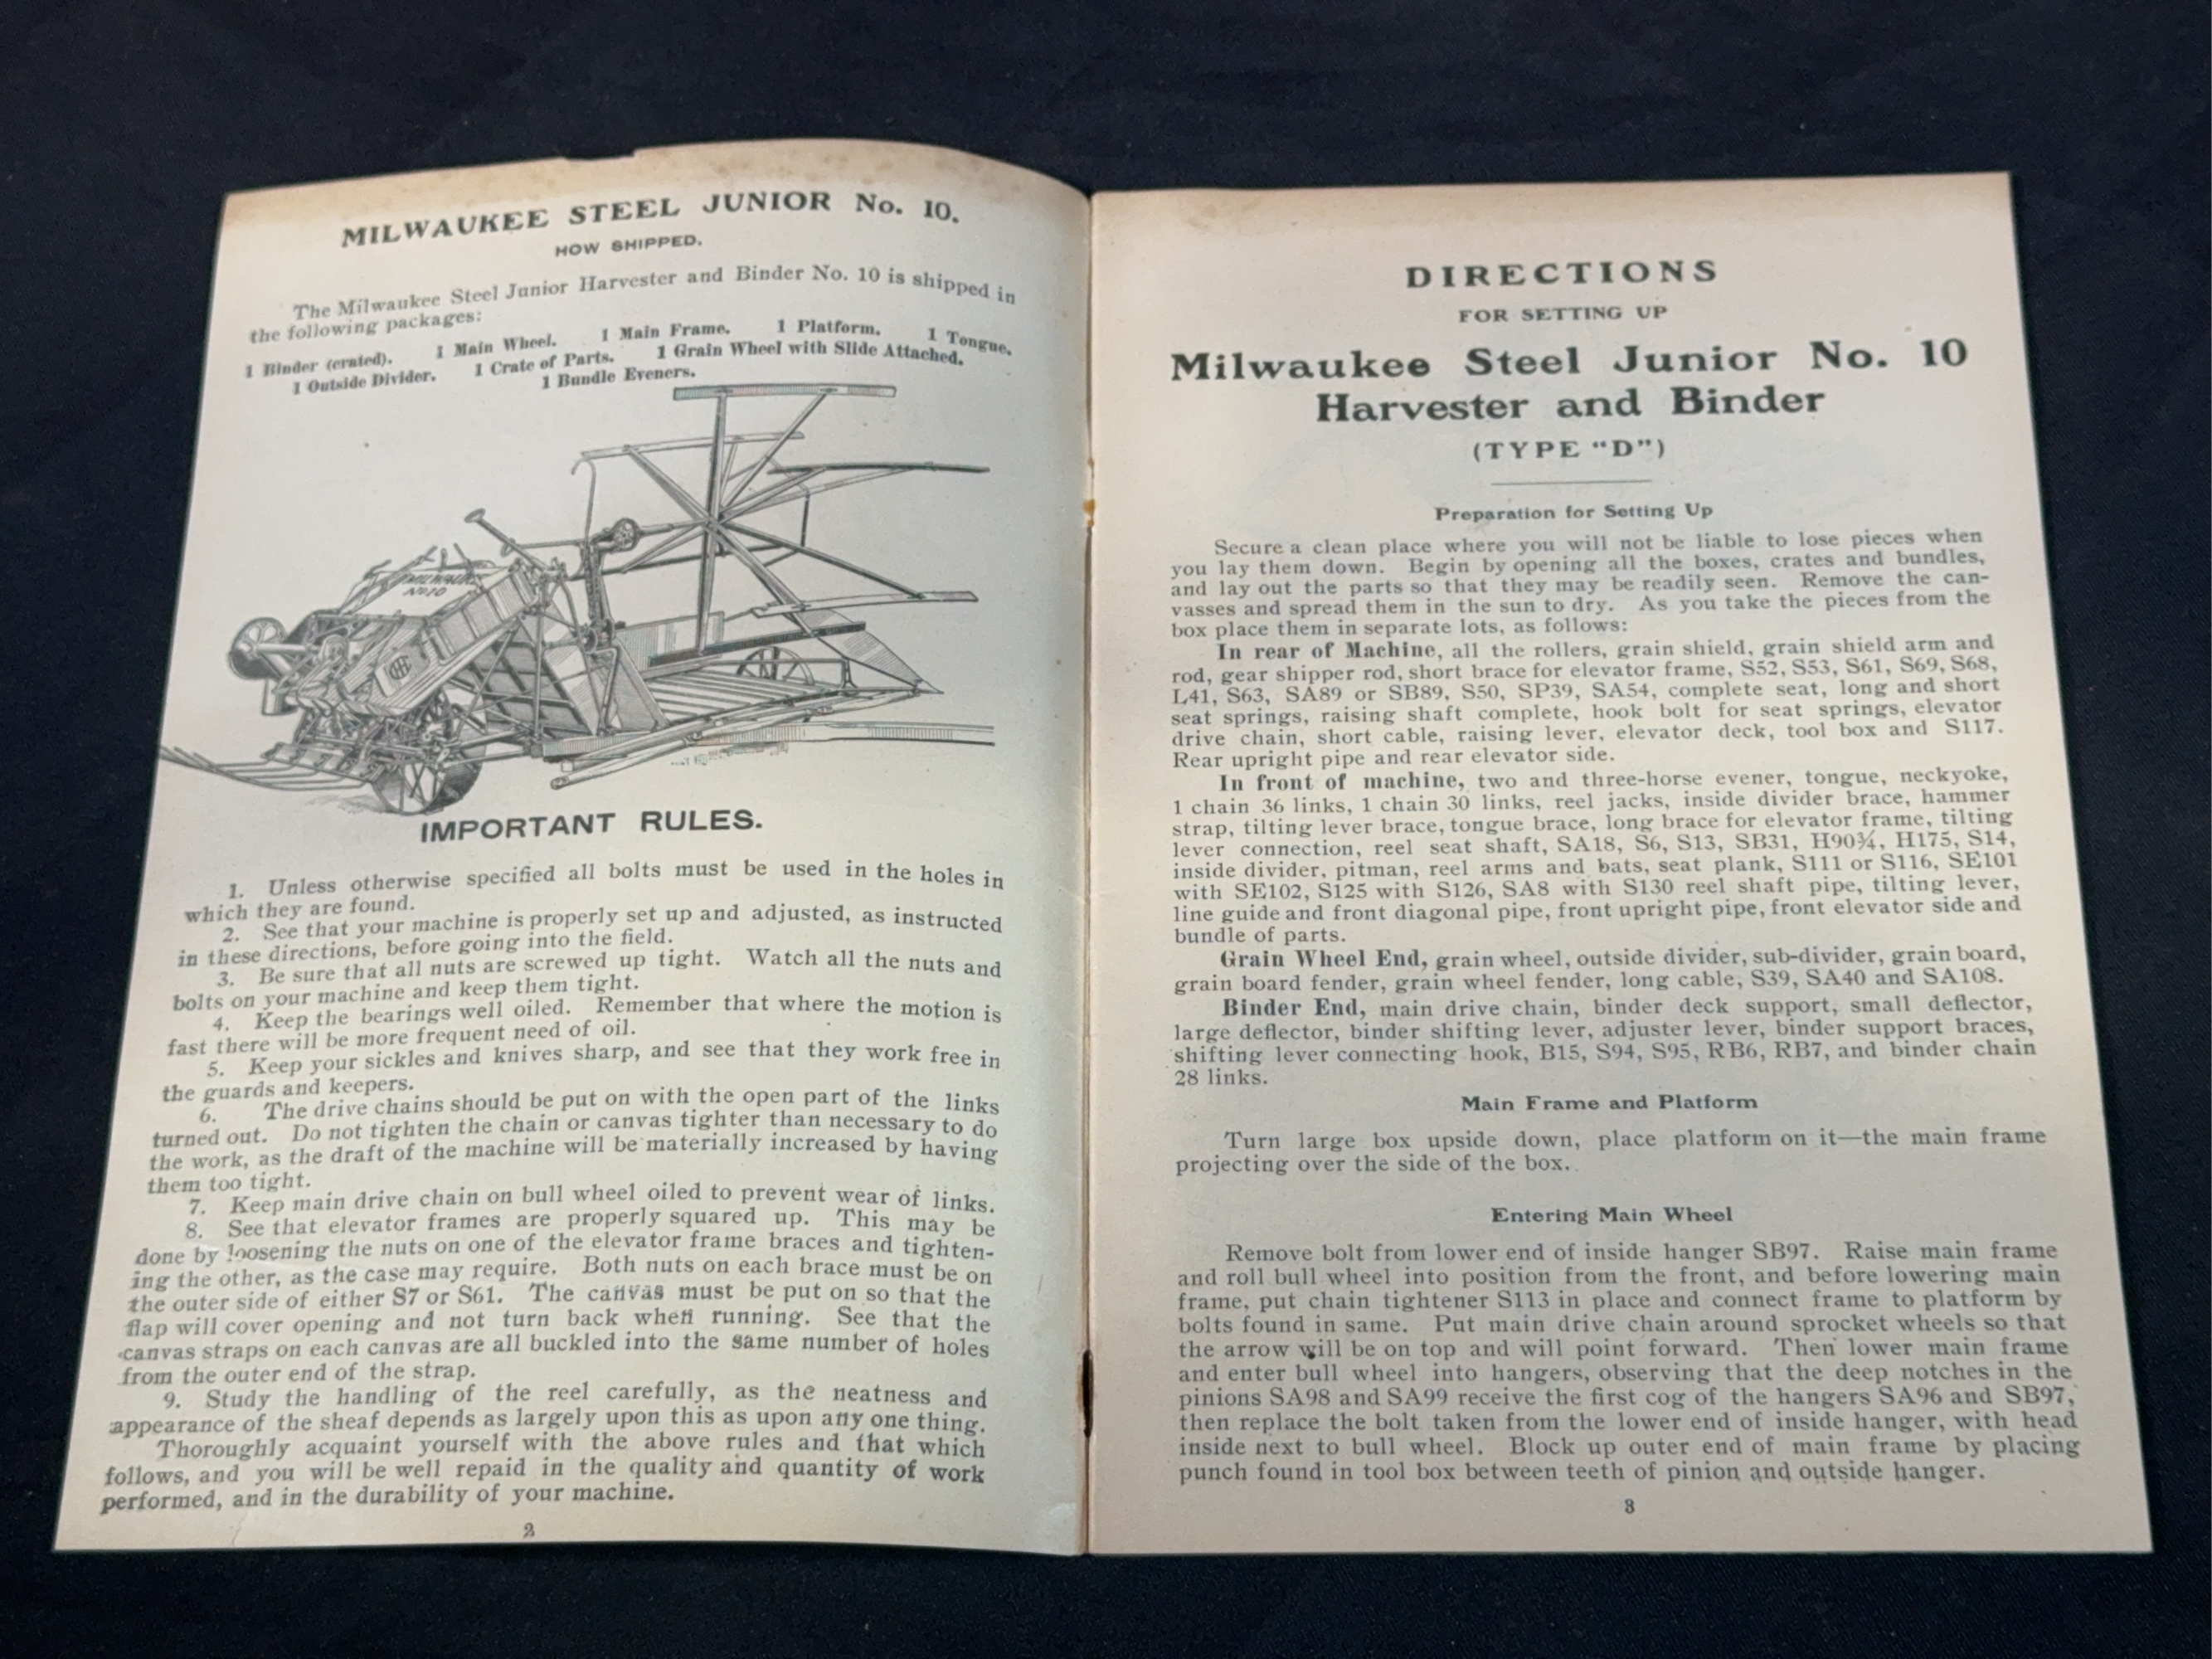 MILWAUKEE STEEL JUNIOR No. 10.
HOW SHIPPED.
The Milwaukee Steel Junior Harvester and Binder No. 10 is shipped in
the following packages:
1 Binder (crated). 1 Main Wheel. 1 Main Frame. 1 Platform. 1 Tongue.
1 Outside Divider. 1 Crate of Parts. 1 Grain Wheel with Slide Attached.
1 Bundle Eveners.
MILWAUKEE
No. 10
IHC
IMPORTANT RULES.
1. Unless otherwise specified all bolts must be used in the holes in
which they are found.
2. See that your machine is properly set up and adjusted, as instructed
in these directions, before going into the field.
3. Be sure that all nuts are screwed up tight. Watch all the nuts and
bolts on your machine and keep them tight.
4. Keep the bearings well oiled. Remember that where the motion is
fast there will be more frequent need of oil.
5. Keep your sickles and knives sharp, and see that they work free in
the guards and keepers.
6. The drive chains should be put on with the open part of the links
turned out. Do not tighten the chain or canvas tighter than necessary to do
the work, as the draft of the machine will be materially increased by having
them too tight.
7. Keep main drive chain on bull wheel oiled to prevent wear of links.
8. See that elevator frames are properly squared up. This may be
done by loosening the nuts on one of the elevator frame braces and tighten-
ing the other, as the case may require. Both nuts on each brace must be on
the outer side of either S7 or S61. The canvas must be put on so that the
flap will cover opening and not turn back when running. See that the
canvas straps on each canvas are all buckled into the same number of holes
from the outer end of the strap.
9. Study the handling of the reel carefully, as the neatness and
appearance of the sheaf depends as largely upon this as upon any one thing.
Thoroughly acquaint yourself with the above rules and that which
follows, and you will be well repaid in the quality and quantity of work
performed, and in the durability of your machine.
2
DIRECTIONS
FOR SETTING UP
Milwaukee Steel Junior No. 10
Harvester and Binder
(TYPE "D")
Preparation for Setting Up
Secure a clean place where you will not be liable to lose pieces when
you lay them down. Begin by opening all the boxes, crates and bundles,
and lay out the parts so that they may be readily seen. Remove the can-
vasses and spread them in the sun to dry. As you take the pieces from the
box place them in separate lots, as follows:
In rear of Machine, all the rollers, grain shield, grain shield arm and
rod, gear shipper rod, short brace for elevator frame, S52, S53, S61, S69, S68,
L41, S63, SA89 or SB89, S50, SP39, SA54, complete seat, long and short
seat springs, raising shaft complete, hook bolt for seat springs, elevator
drive chain, short cable, raising lever, elevator deck, tool box and S117.
Rear upright pipe and rear elevator side.
In front of machine, two and three-horse evener, tongue, neckyoke,
1 chain 36 links, 1 chain 30 links, reel jacks, inside divider brace, hammer
strap, tilting lever brace, tongue brace, long brace for elevator frame, tilting
lever connection, reel seat shaft, SA18, S6, S13, SB31, H90¾, H175, S14,
inside divider, pitman, reel arms and bats, seat plank, S111 or S116, SE101
with SE102, S125 with S126, SA8 with S130 reel shaft pipe, tilting lever,
line guide and front diagonal pipe, front upright pipe, front elevator side and
bundle of parts.
Grain Wheel End, grain wheel, outside divider, sub-divider, grain board,
grain board fender, grain wheel fender, long cable, S39, SA40 and SA108.
Binder End, main drive chain, binder deck support, small deflector,
large deflector, binder shifting lever, adjuster lever, binder support braces,
shifting lever connecting hook, B15, S94, S95, RB6, RB7, and binder chain
28 links.
Main Frame and Platform
Turn large box upside down, place platform on it—the main frame
projecting over the side of the box.
Entering Main Wheel
Remove bolt from lower end of inside hanger SB97. Raise main frame
and roll bull wheel into position from the front, and before lowering main
frame, put chain tightener S113 in place and connect frame to platform by
bolts found in same. Put main drive chain around sprocket wheels so that
the arrow will be on top and will point forward. Then lower main frame
and enter bull wheel into hangers, observing that the deep notches in the
pinions SA98 and SA99 receive the first cog of the hangers SA96 and SB97,
then replace the bolt taken from the lower end of inside hanger, with head
inside next to bull wheel. Block up outer end of main frame by placing
punch found in tool box between teeth of pinion and outside hanger.
3